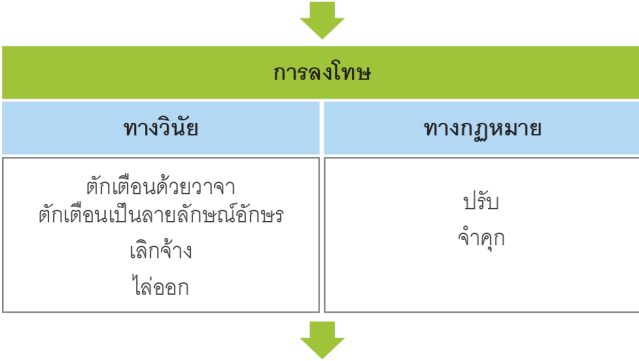 การลงโทษ
ทางวินัย
ทางกฎหมาย
ตักเตือนด้วยวาจา
ตักเตือนเป็นลายลักษณ์อักษร
เลิกจ้าง
ไล่ออก
ปรับ
จำคุก